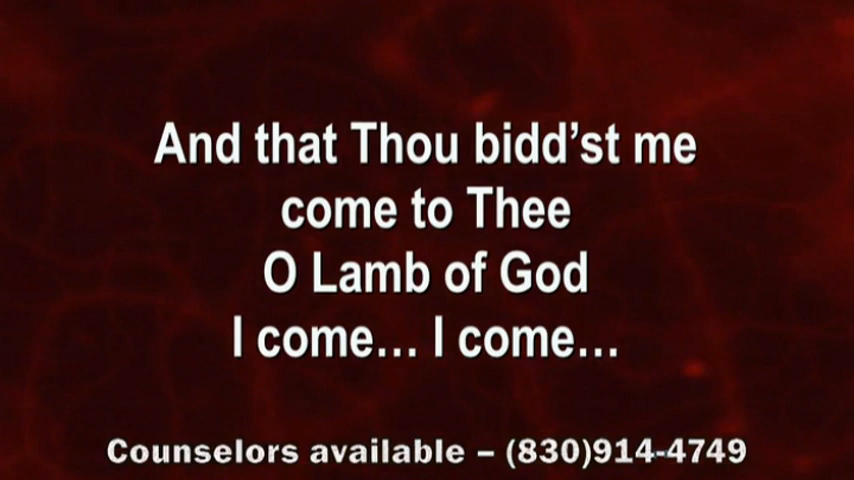 And that Thou bidd’st me
come to Thee
O Lamb of God
I come... I come...
Counselors available – (830)914-4749